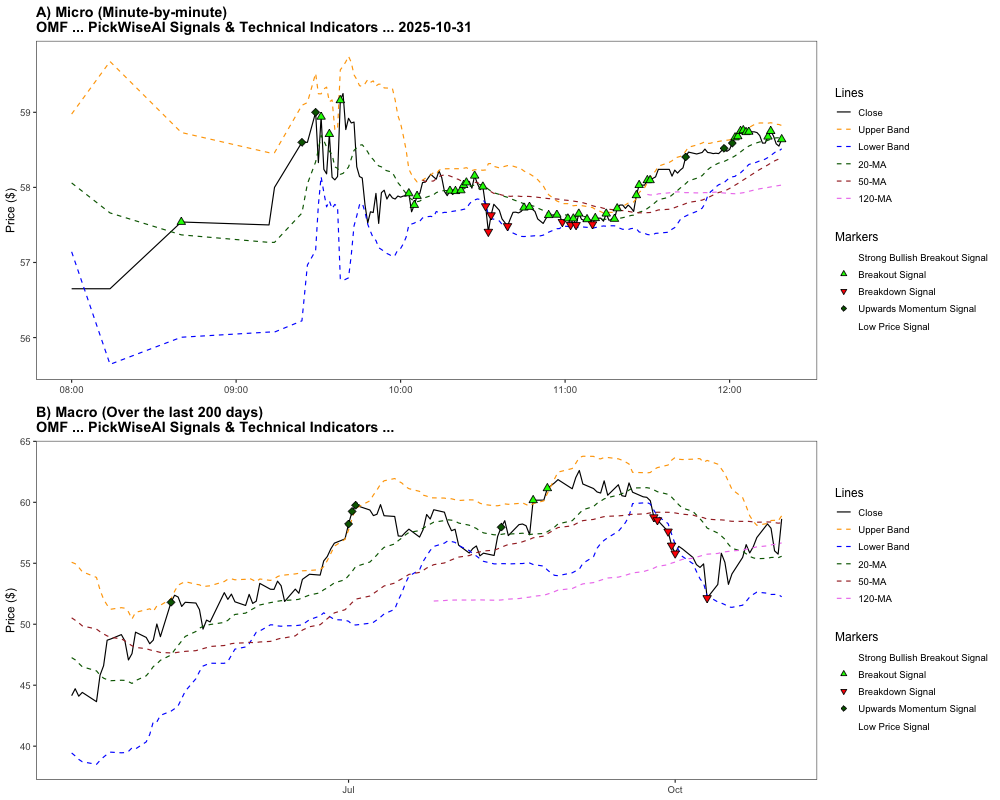 A) Micro (Minute-by-minute)
OMF ... PickWiseAI Signals & Technical Indicators ... 2025-10-31
Price ($)
59
58
57
56
08:00
09:00
10:00
11:00
12:00
Lines
Close
Upper Band
Lower Band
20-MA
50-MA
120-MA
Markers
Strong Bullish Breakout Signal
Breakout Signal
Breakdown Signal
Upwards Momentum Signal
Low Price Signal
B) Macro (Over the last 200 days)
OMF ... PickWiseAI Signals & Technical Indicators ...
Price ($)
65
60
55
50
45
40
Jul
Oct
Lines
Close
Upper Band
Lower Band
20-MA
50-MA
120-MA
Markers
Strong Bullish Breakout Signal
Breakout Signal
Breakdown Signal
Upwards Momentum Signal
Low Price Signal